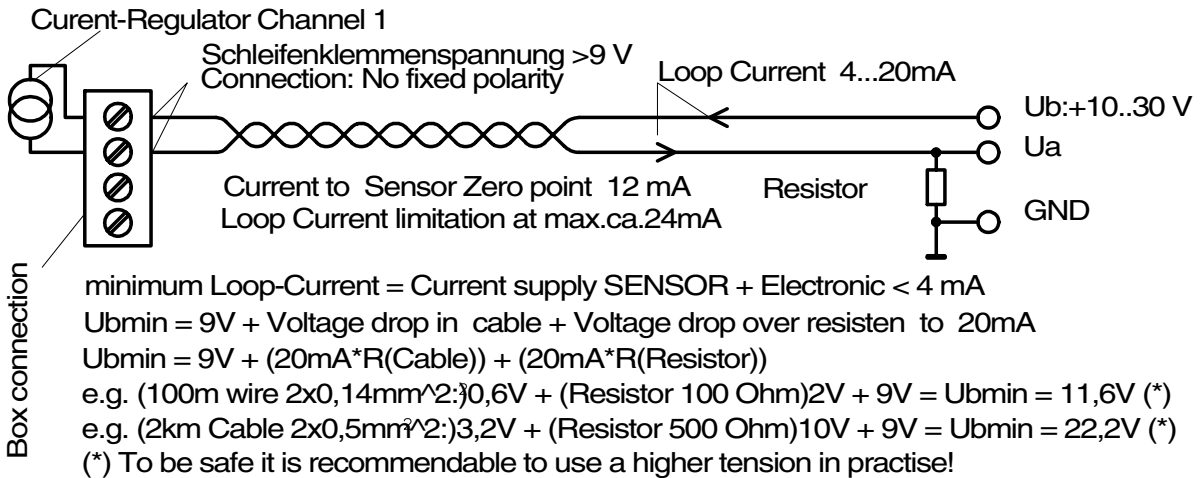 Curent-Regulator Channel 1
Schleifenklemmenspannung >9 V
Connection: No fixed polarity
Loop Current 4...20mA
Ub:+10..30 V
Ua
Current to Sensor Zero point 12 mA
Resistor
Loop Current limitation at max.ca.24mA
GND
Box connection
minimum Loop-Current = Current supply SENSOR + Electronic < 4 mA
Ubmin = 9V + Voltage drop in cable + Voltage drop over resisten to 20mA
Ubmin = 9V + (20mA*R(Cable)) + (20mA*R(Resistor))
e.g. (100m wire 2x0,14mm^2:)0,6V + (Resistor 100 Ohm)2V + 9V = Ubmin = 11,6V (*)
e.g. (2km Cable 2x0,5mm^2:)3,2V + (Resistor 500 Ohm)10V + 9V = Ubmin = 22,2V (*)
(*) To be safe it is recommendable to use a higher tension in practise!